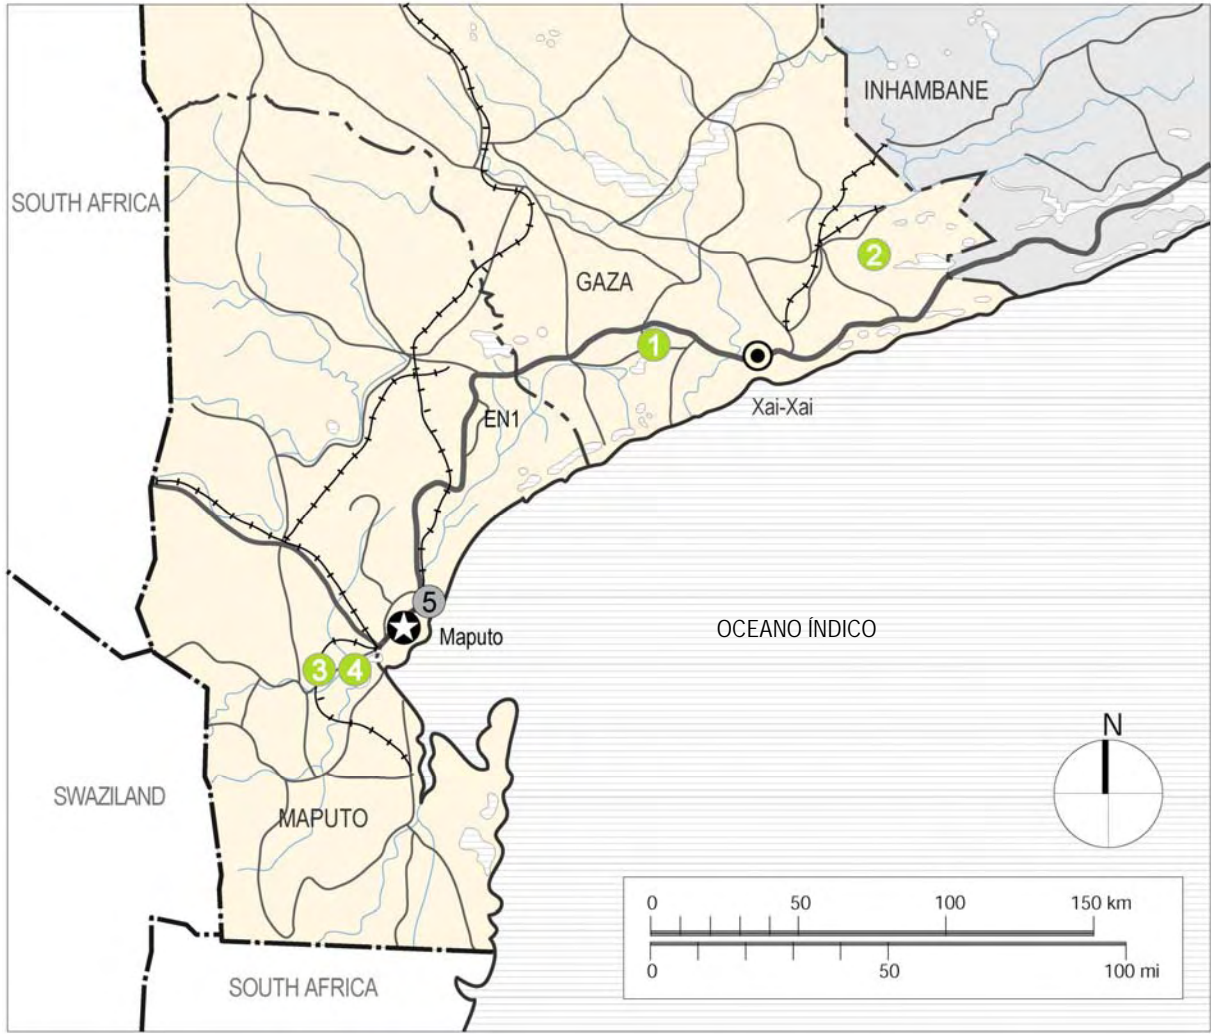 INHAMBANE
SOUTH AFRICA
2
GAZA
1
Xai-Xai
EN1
5
OCEANO ÍNDICO
Maputo
3 4
N
SWAZILAND
MAPUTO
0 50 100 150 km
0 50 100 mi
SOUTH AFRICA